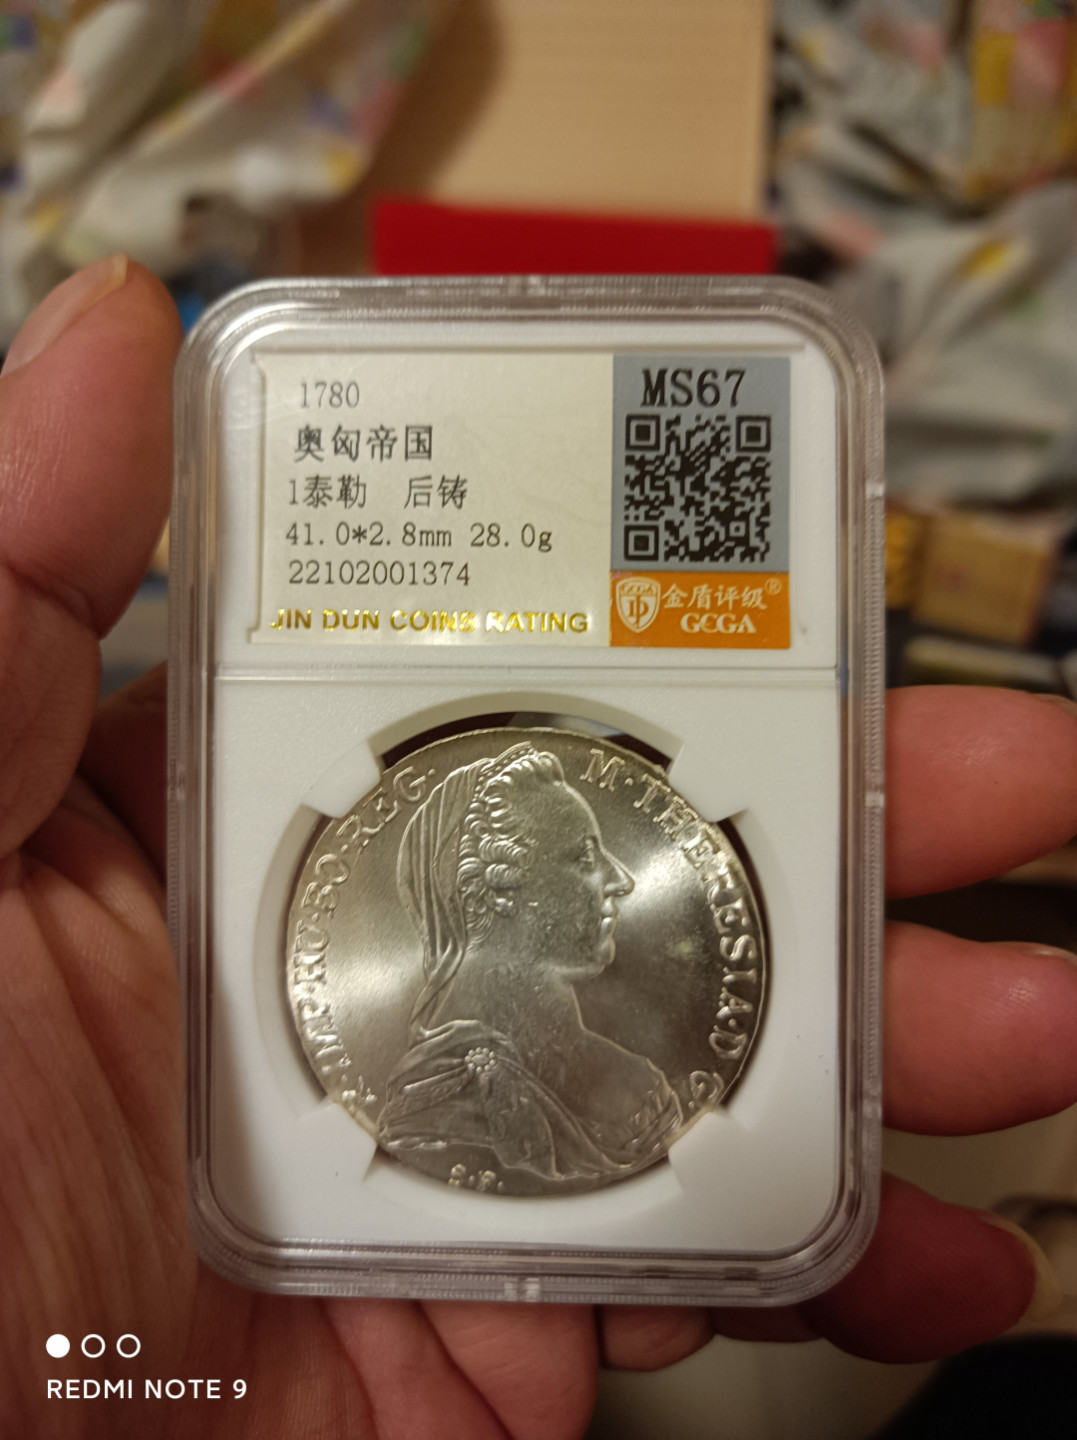 1780
奥匈帝国
1泰勒 后铸
41.0*2.8mm 28.0g
22102001374
JIN DUN COINS RATING
MS67
GCGA
金盾评级®
GCGA
R·IMP·HU·BO·REG· M·THERESIA·D·G·
S·F·
REDMI NOTE 9